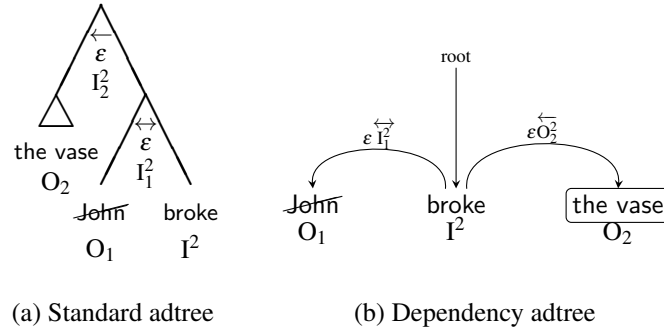 ←
ε
I₂²
↔
ε
I₁²
the vase
O₂
John
O₁
broke
I²
(a) Standard adtree
root
↔
ε I₁²
←
εO₂²
John
O₁
broke
I²
the vase
O₂
(b) Dependency adtree